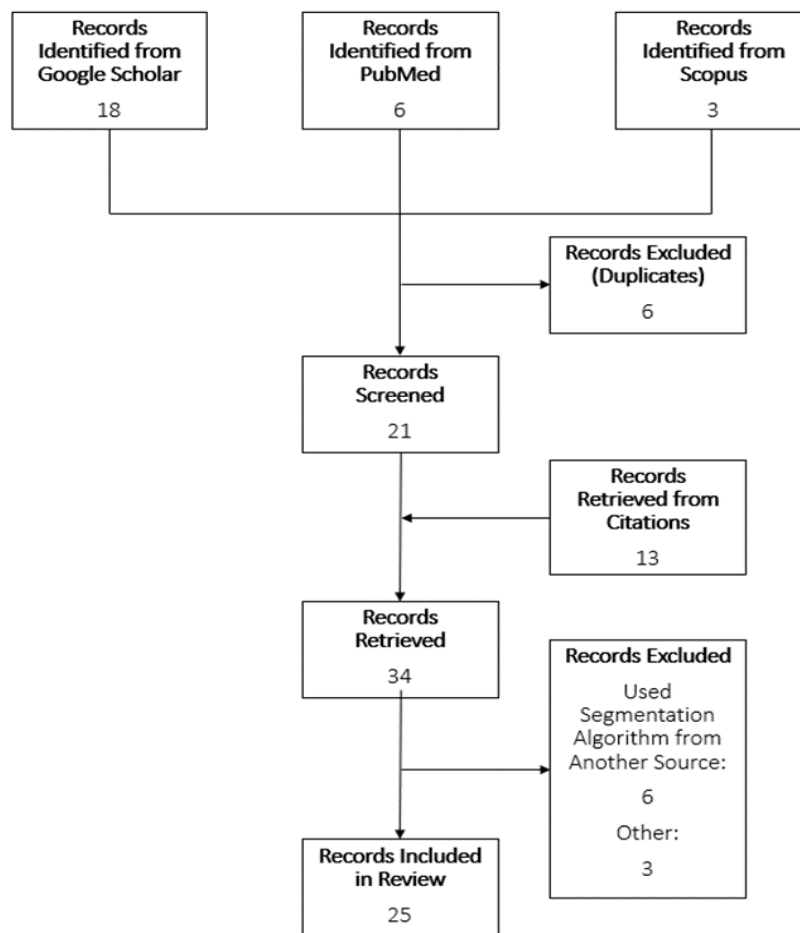 Records
Identified from
Google Scholar
18
Records
Identified from
PubMed
6
Records
Identified from
Scopus
3
Records Excluded
(Duplicates)
6
Records
Screened
21
Records
Retrieved from
Citations
13
Records
Retrieved
34
Records Excluded
Used
Segmentation
Algorithm from
Another Source:
6
Other:
3
Records Included
in Review
25